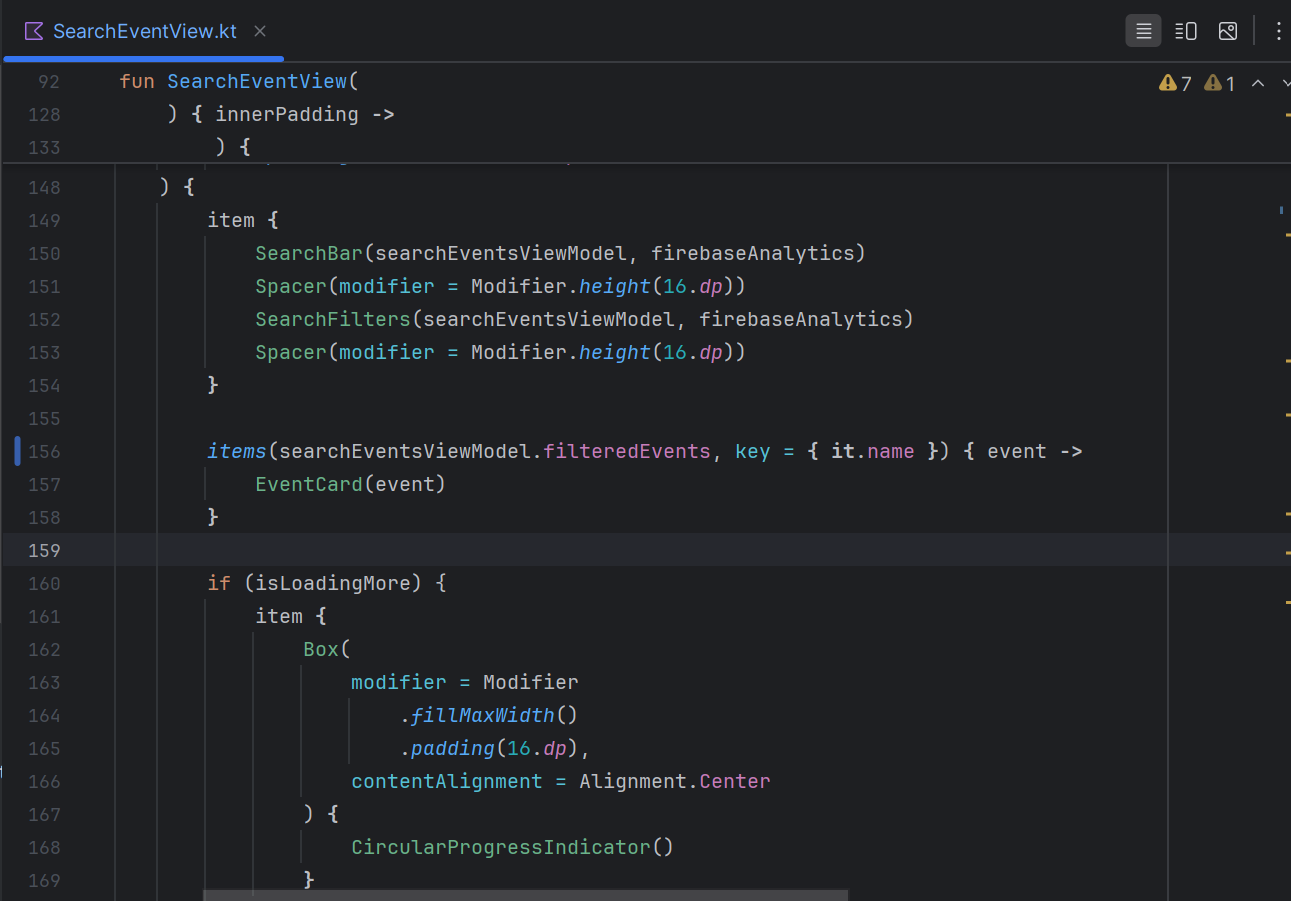 SearchEventView.kt
92 fun SearchEventView(
7 1
128 ) { innerPadding ->
133 ) {
148 ) {
149 item {
150 SearchBar(searchEventsViewModel, firebaseAnalytics)
151 Spacer(modifier = Modifier.height(16.dp))
152 SearchFilters(searchEventsViewModel, firebaseAnalytics)
153 Spacer(modifier = Modifier.height(16.dp))
154 }
155
156 items(searchEventsViewModel.filteredEvents, key = { it.name }) { event ->
157 EventCard(event)
158 }
159
160 if (isLoadingMore) {
161 item {
162 Box(
163 modifier = Modifier
164 .fillMaxWidth()
165 .padding(16.dp),
166 contentAlignment = Alignment.Center
167 ) {
168 CircularProgressIndicator()
169 }